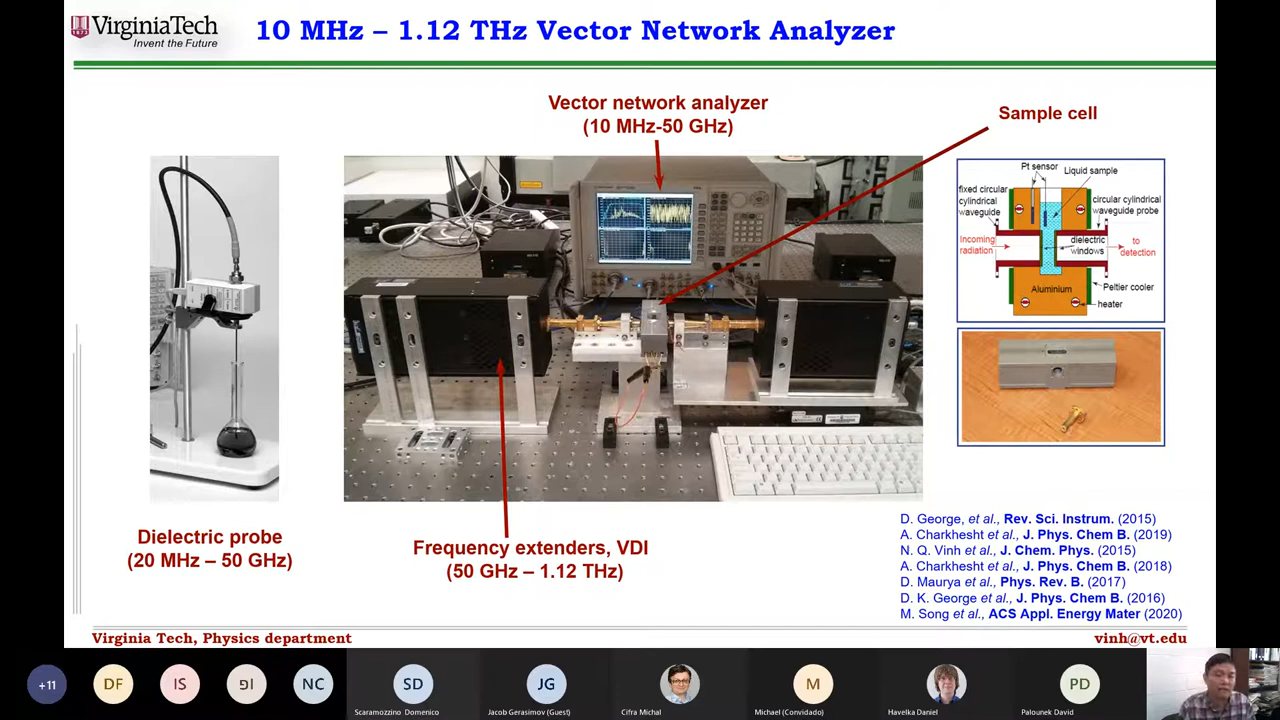 VirginiaTech
Invent the Future
10 MHz – 1.12 THz Vector Network Analyzer
Vector network analyzer
(10 MHz-50 GHz)
Sample cell
Pt sensor
Liquid sample
fixed circular
cylindrical
waveguide
circular cylindrical
waveguide probe
Incoming
radiation
dielectric
windows
to
detection
Aluminium
Peltier cooler
heater
Dielectric probe
(20 MHz – 50 GHz)
Frequency extenders, VDI
(50 GHz – 1.12 THz)
D. George, et al., Rev. Sci. Instrum. (2015)
A. Charkhesht et al., J. Phys. Chem B. (2019)
N. Q. Vinh et al., J. Chem. Phys. (2015)
A. Charkhesht et al., J. Phys. Chem B. (2018)
D. Maurya et al., Phys. Rev. B. (2017)
D. K. George et al., J. Phys. Chem B. (2016)
M. Song et al., ACS Appl. Energy Mater (2020)
Virginia Tech, Physics department
vinh@vt.edu
+11
DF
IS
פו
NC
SD
JG
M
PD
Scaramozzino Domenico
Jacob Gerasimov (Guest)
Cifra Michal
Michael (Convidado)
Havelka Daniel
Palounek David